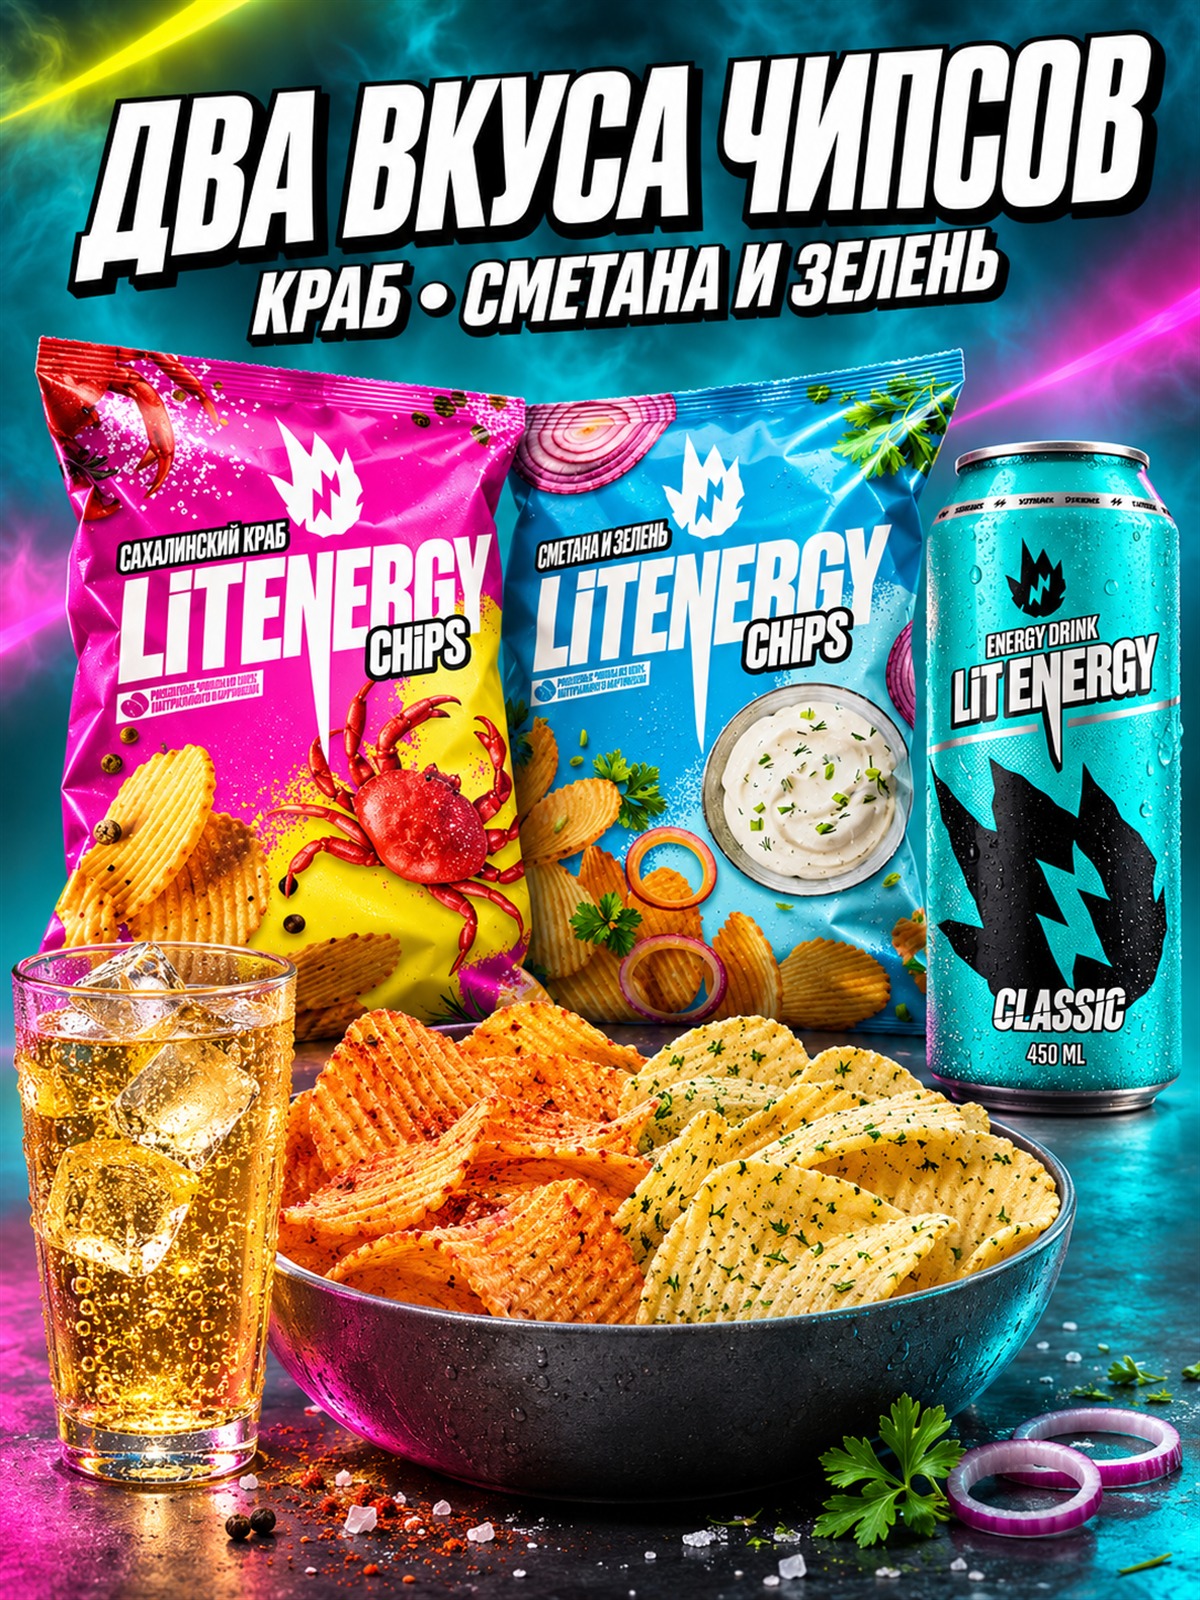 ДВА ВКУСА ЧИПСОВ
КРАБ • СМЕТАНА И ЗЕЛЕНЬ
САХАЛИНСКИЙ КРАБ
LiTENERGY
CHiPS
СМЕТАНА И ЗЕЛЕНЬ
LiTENERGY
CHiPS
ENERGY DRINK
LiT ENERGY
CLASSiC
450 ML